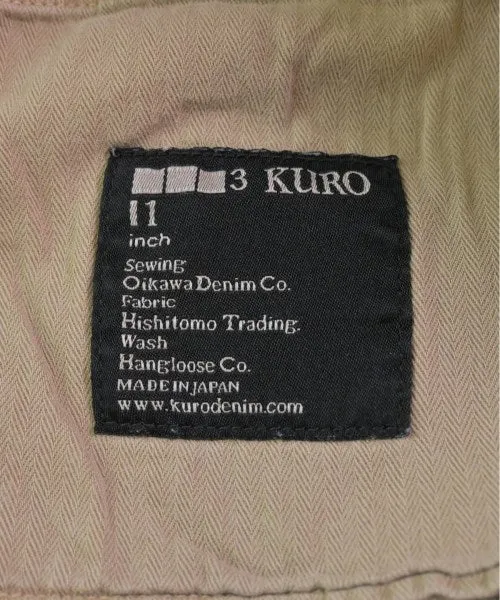 3 KURO
11
inch
Sewing
Oikawa Denim Co.
Fabric
Hishitomo Trading.
Wash
Hangloose Co.
MADE IN JAPAN
www.kurodenim.com